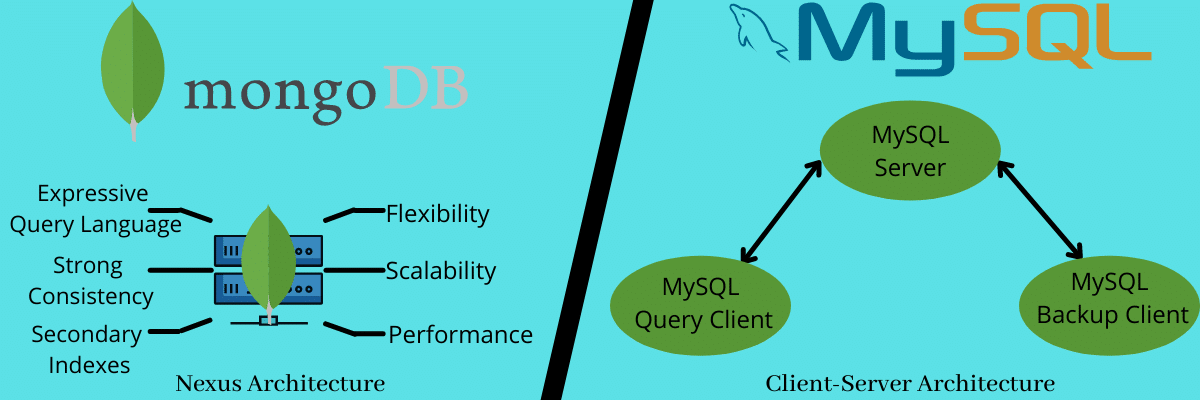 mongoDB
Expressive
Query Language
Strong
Consistency
Secondary
Indexes
Flexibility
Scalability
Performance
Nexus Architecture
MySQL
MySQL
Server
MySQL
Query Client
MySQL
Backup Client
Client-Server Architecture